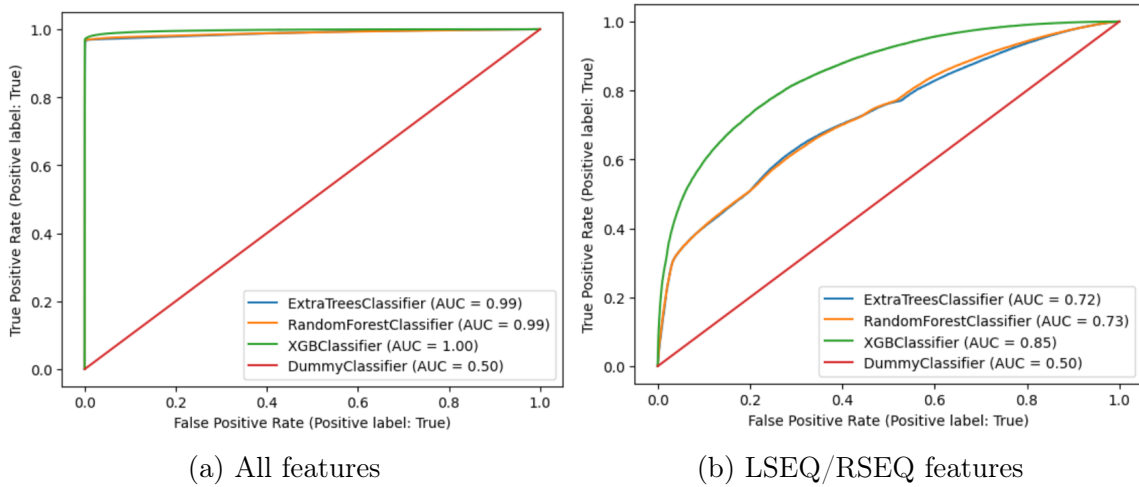 True Positive Rate (Positive label: True)
1.0
0.8
0.6
0.4
0.2
0.0
ExtraTreesClassifier (AUC = 0.99)
RandomForestClassifier (AUC = 0.99)
XGBClassifier (AUC = 1.00)
DummyClassifier (AUC = 0.50)
0.0 0.2 0.4 0.6 0.8 1.0
False Positive Rate (Positive label: True)
(a) All features
True Positive Rate (Positive label: True)
1.0
0.8
0.6
0.4
0.2
0.0
ExtraTreesClassifier (AUC = 0.72)
RandomForestClassifier (AUC = 0.73)
XGBClassifier (AUC = 0.85)
DummyClassifier (AUC = 0.50)
0.0 0.2 0.4 0.6 0.8 1.0
False Positive Rate (Positive label: True)
(b) LSEQ/RSEQ features